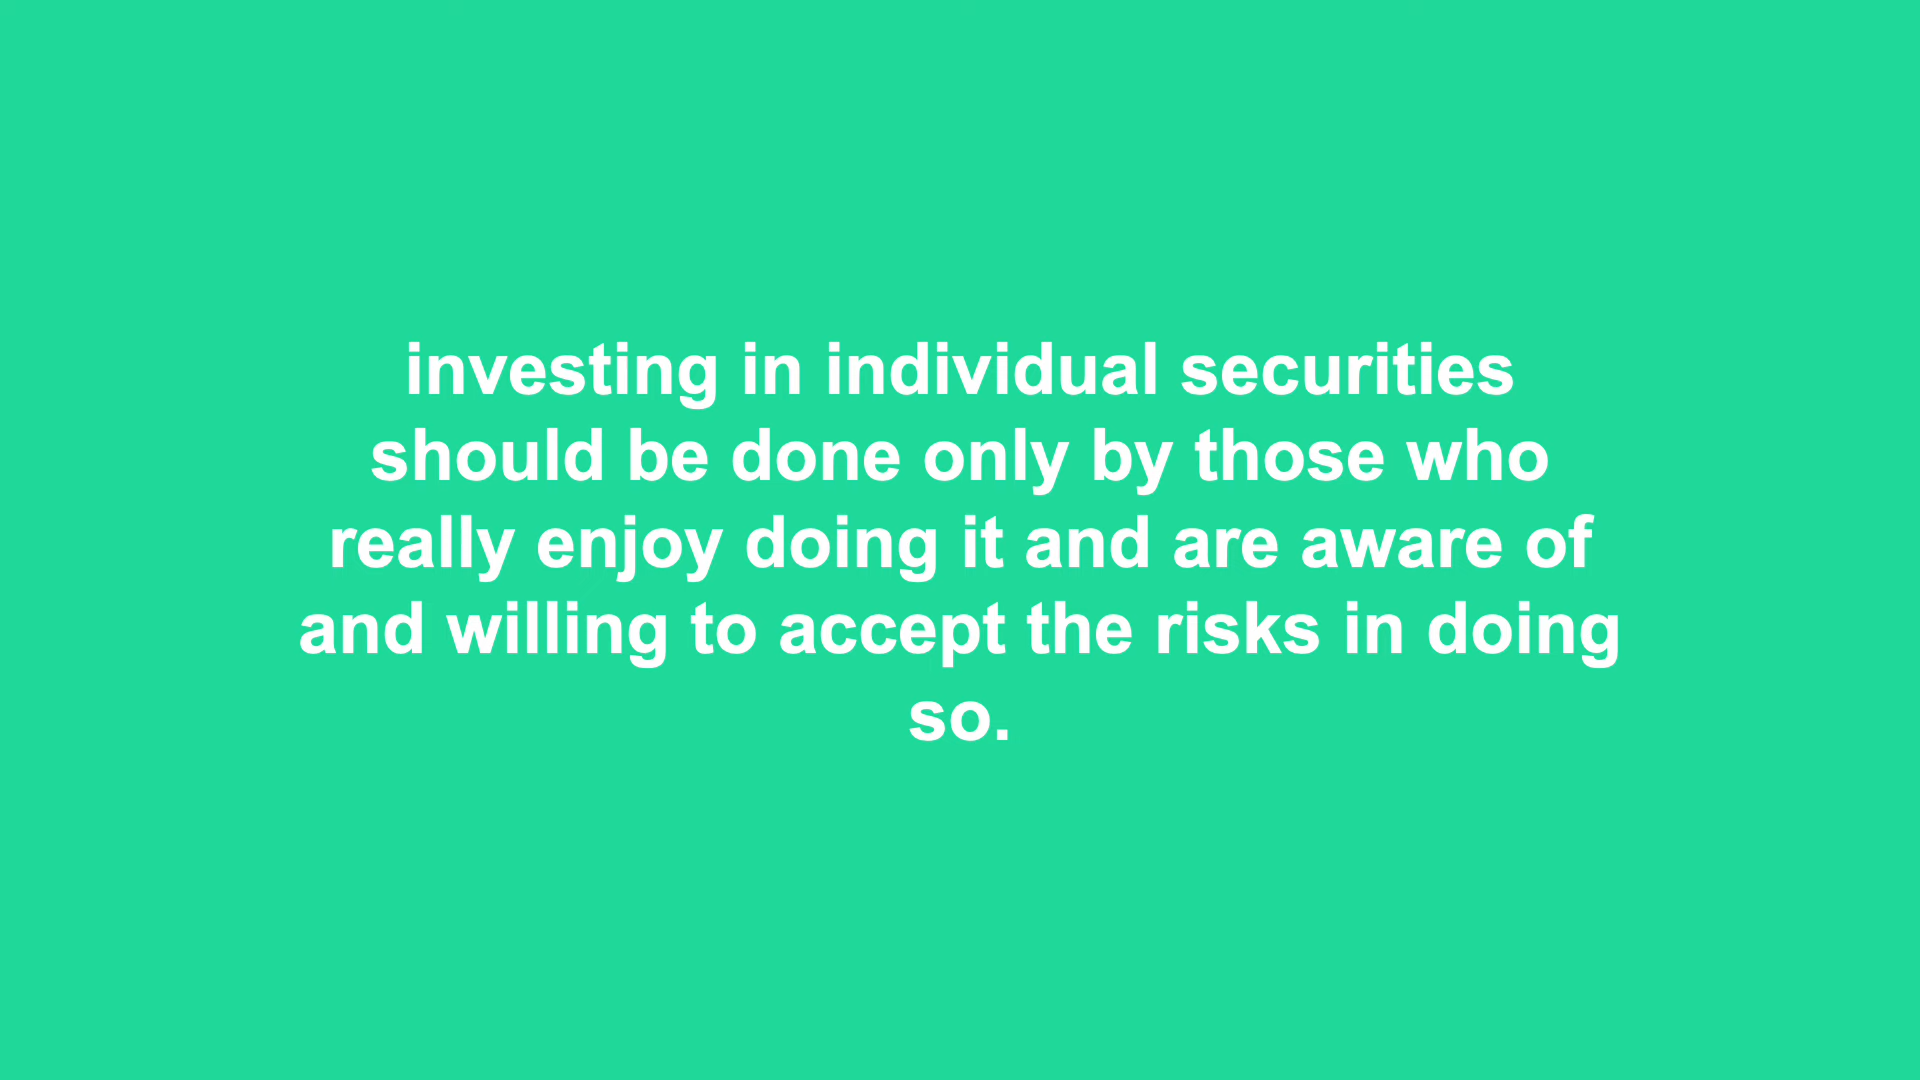 investing in individual securities
should be done only by those who
really enjoy doing it and are aware of
and willing to accept the risks in doing
so.